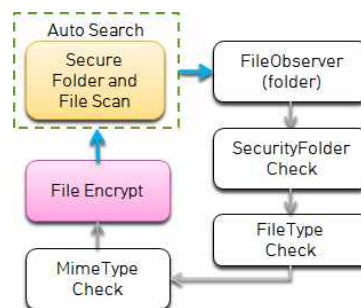 Auto Search
Secure
Folder and
File Scan
FileObserver
(folder)
SecurityFolder
Check
FileType
Check
MimeType
Check
File Encrypt